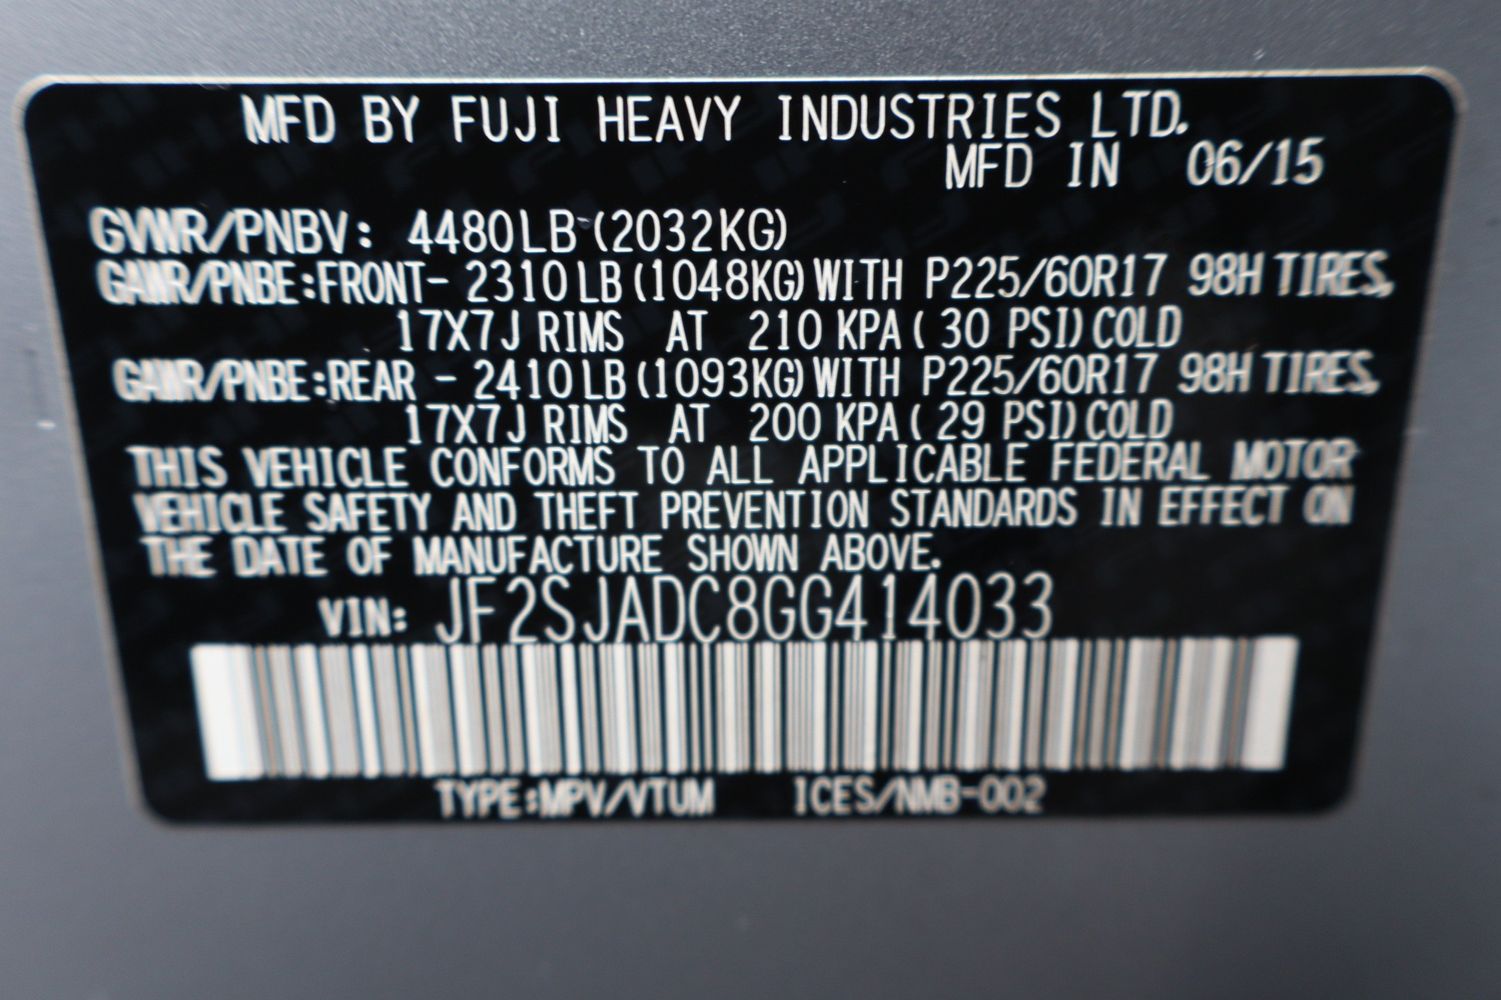 MFD BY FUJI HEAVY INDUSTRIES LTD.
MFD IN 06/15
GVWR/PNBV: 4480LB (2032KG)
GAWR/PNBE:FRONT- 2310LB (1048KG) WITH P225/60R17 98H TIRES,
17X7J RIMS AT 210 KPA ( 30 PSI) COLD
GAWR/PNBE:REAR - 2410LB (1093KG) WITH P225/60R17 98H TIRES,
17X7J RIMS AT 200 KPA ( 29 PSI) COLD
THIS VEHICLE CONFORMS TO ALL APPLICABLE FEDERAL MOTOR
VEHICLE SAFETY AND THEFT PREVENTION STANDARDS IN EFFECT ON
THE DATE OF MANUFACTURE SHOWN ABOVE.
VIN: JF2SJADC8GG414033
TYPE:MPV/VTUM ICES/NMB-002